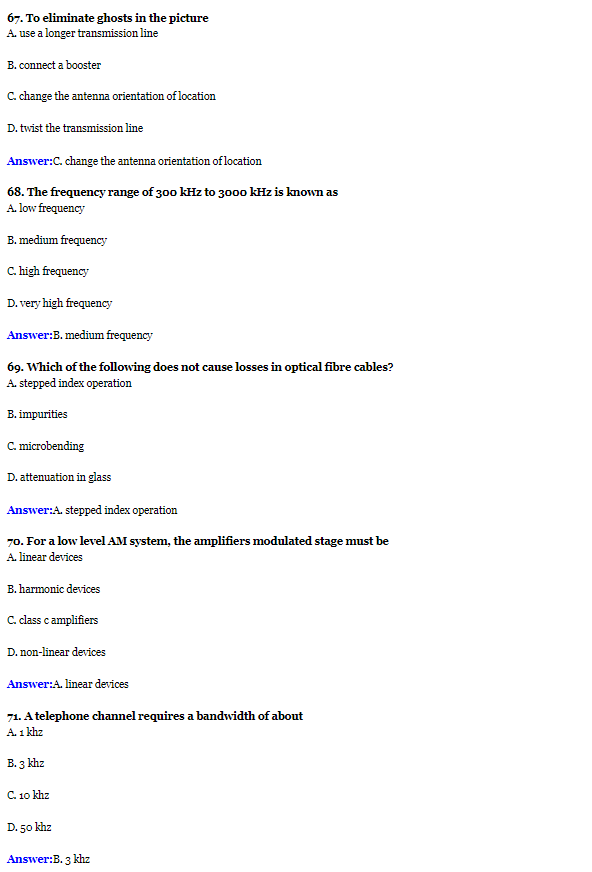 67. To eliminate ghosts in the picture
A. use a longer transmission line
B. connect a booster
C. change the antenna orientation of location
D. twist the transmission line
Answer:C. change the antenna orientation of location
68. The frequency range of 300 kHz to 3000 kHz is known as
A. low frequency
B. medium frequency
C. high frequency
D. very high frequency
Answer:B. medium frequency
69. Which of the following does not cause losses in optical fibre cables?
A. stepped index operation
B. impurities
C. microbending
D. attenuation in glass
Answer:A. stepped index operation
70. For a low level AM system, the amplifiers modulated stage must be
A. linear devices
B. harmonic devices
C. class c amplifiers
D. non-linear devices
Answer:A. linear devices
71. A telephone channel requires a bandwidth of about
A. 1 khz
B. 3 khz
C. 10 khz
D. 50 khz
Answer:B. 3 khz